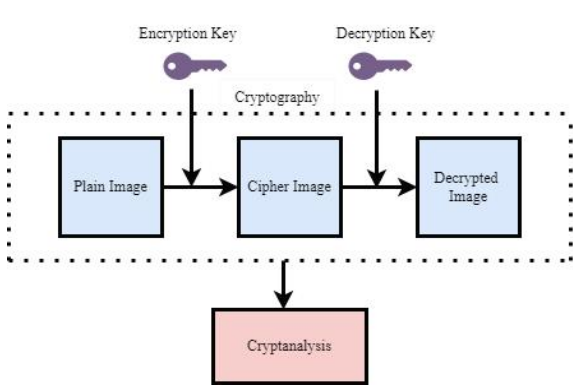 Encryption Key
Decryption Key
Cryptography
Plain Image
Cipher Image
Decrypted
Image
Cryptanalysis